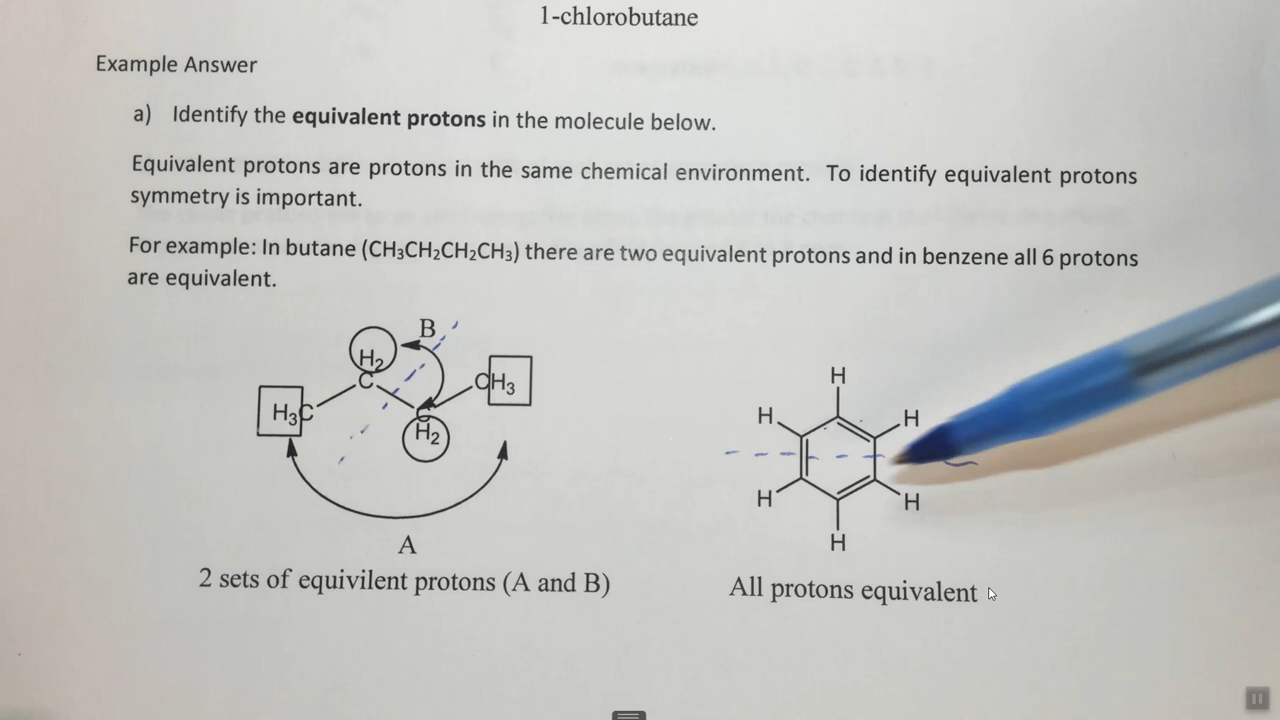 1-chlorobutane
Example Answer
a) Identify the equivalent protons in the molecule below.
Equivalent protons are protons in the same chemical environment. To identify equivalent protons
symmetry is important.
For example: In butane (CH₃CH₂CH₂CH₃) there are two equivalent protons and in benzene all 6 protons
are equivalent.
B
H₂
C
CH₃
H₃C
C
H₂
A
2 sets of equivilent protons (A and B)
H
H
H
H
H
H
All protons equivalent